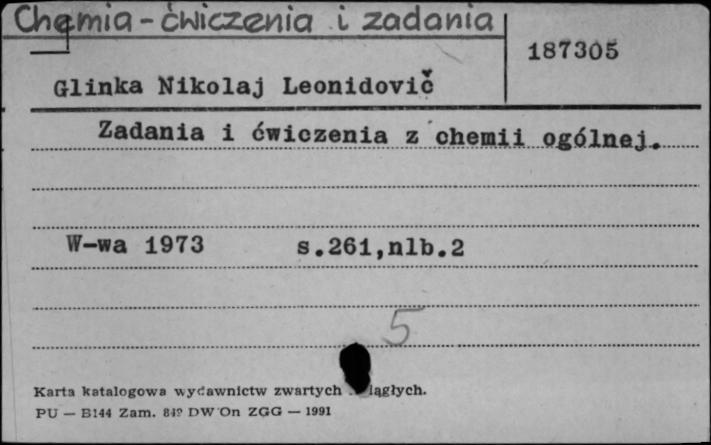 Chemia - ćwiczenia i zadania
187305
Glinka Nikolaj Leonidovič
Zadania i ćwiczenia z chemii ogólnej.
W-wa 1973 s.261,nlb.2
5
Karta katalogowa wydawnictw zwartych
PU — B144 Zam. DW On ZGG — 1991